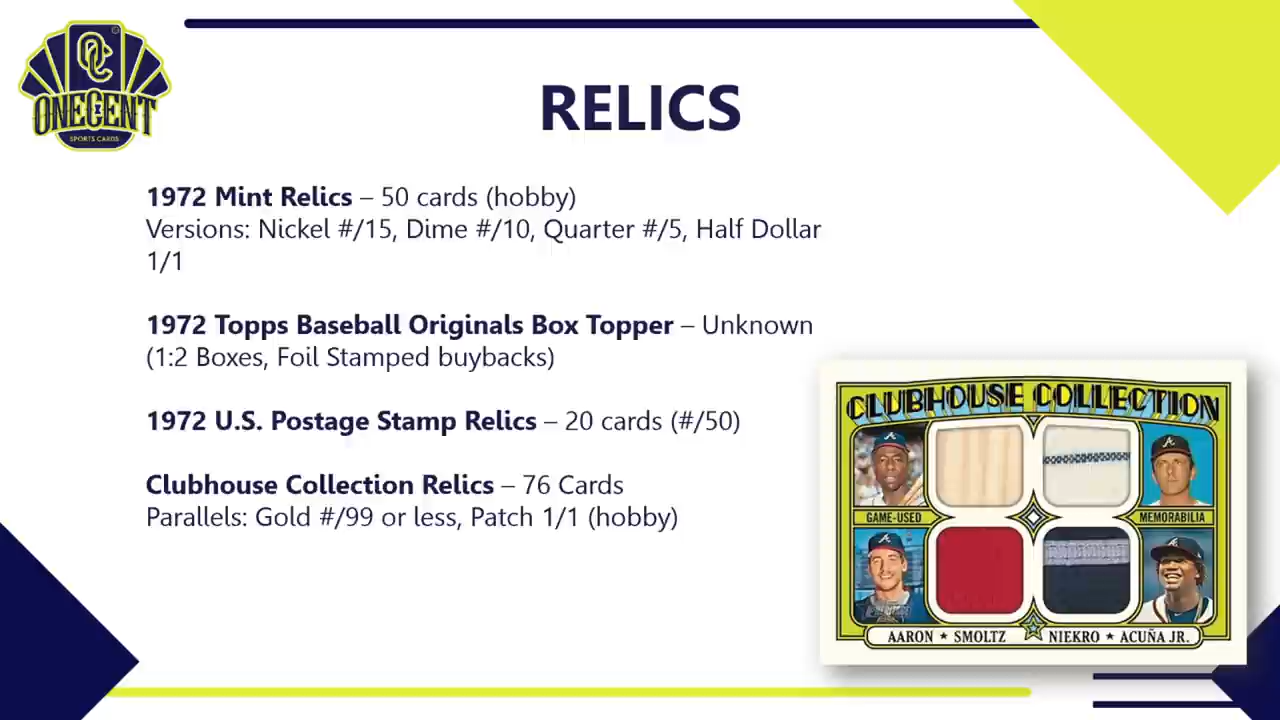 OC
ONECENT
SPORTS CARDS
RELICS
1972 Mint Relics – 50 cards (hobby)
Versions: Nickel #/15, Dime #/10, Quarter #/5, Half Dollar
1/1
1972 Topps Baseball Originals Box Topper – Unknown
(1:2 Boxes, Foil Stamped buybacks)
1972 U.S. Postage Stamp Relics – 20 cards (#/50)
Clubhouse Collection Relics – 76 Cards
Parallels: Gold #/99 or less, Patch 1/1 (hobby)
CLUBHOUSE COLLECTION
GAME-USED
MEMORABILIA
AARON ★ SMOLTZ ★ NIEKRO ★ ACUÑA JR.